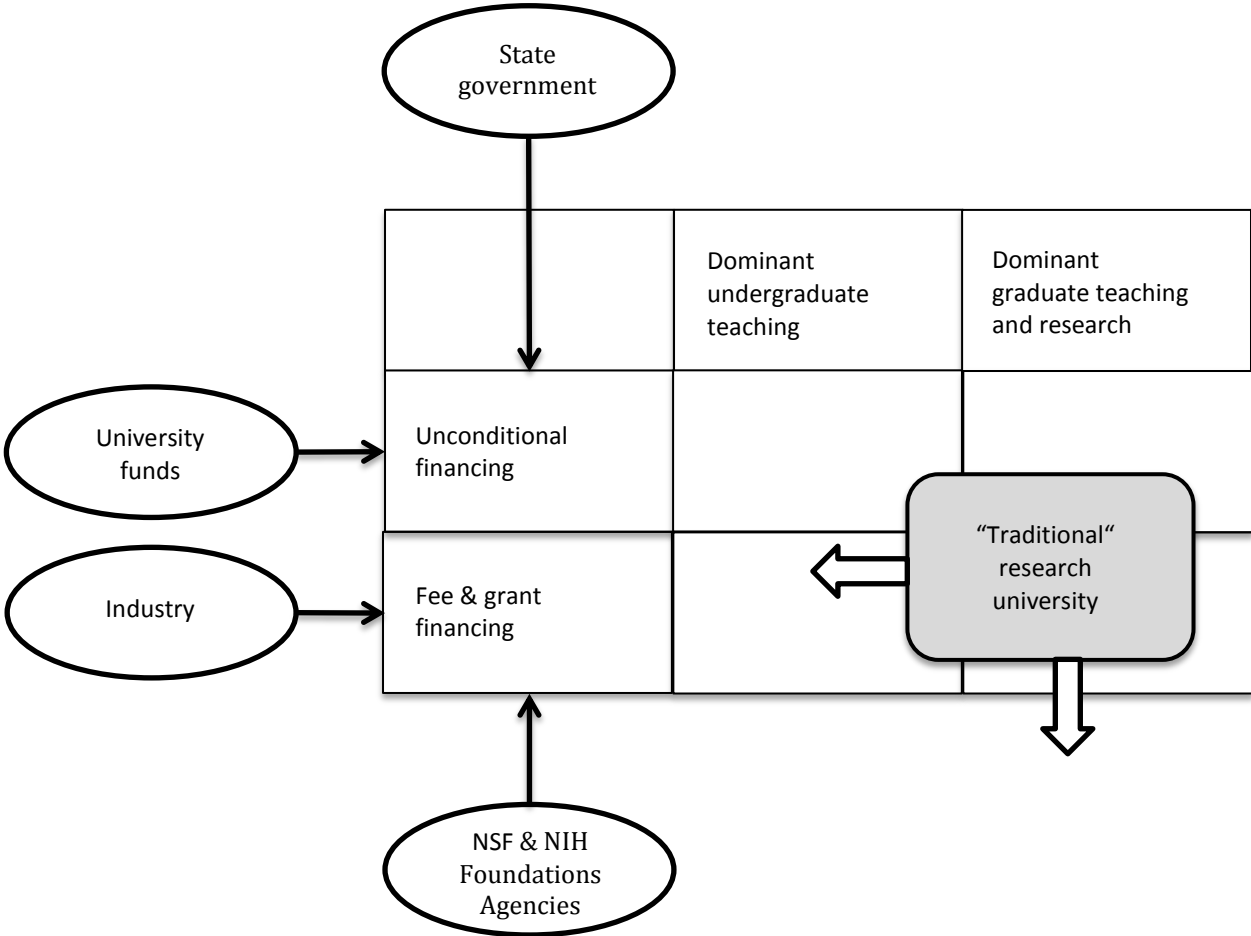 State
government
Dominant
undergraduate
teaching
Dominant
graduate teaching
and research
University
funds
Unconditional
financing
“Traditional“
research
university
Industry
Fee & grant
financing
NSF & NIH
Foundations
Agencies